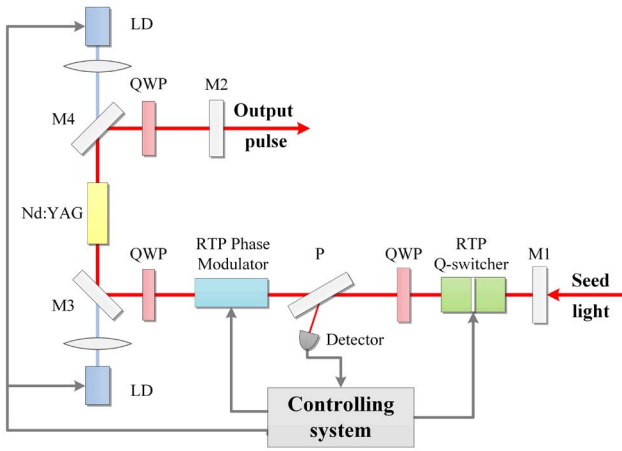 LD
QWP
M2
M4
Output
pulse
Nd:YAG
QWP
RTP Phase
Modulator
P
QWP
RTP
Q-switcher
M1
Seed
light
M3
Detector
LD
Controlling
system